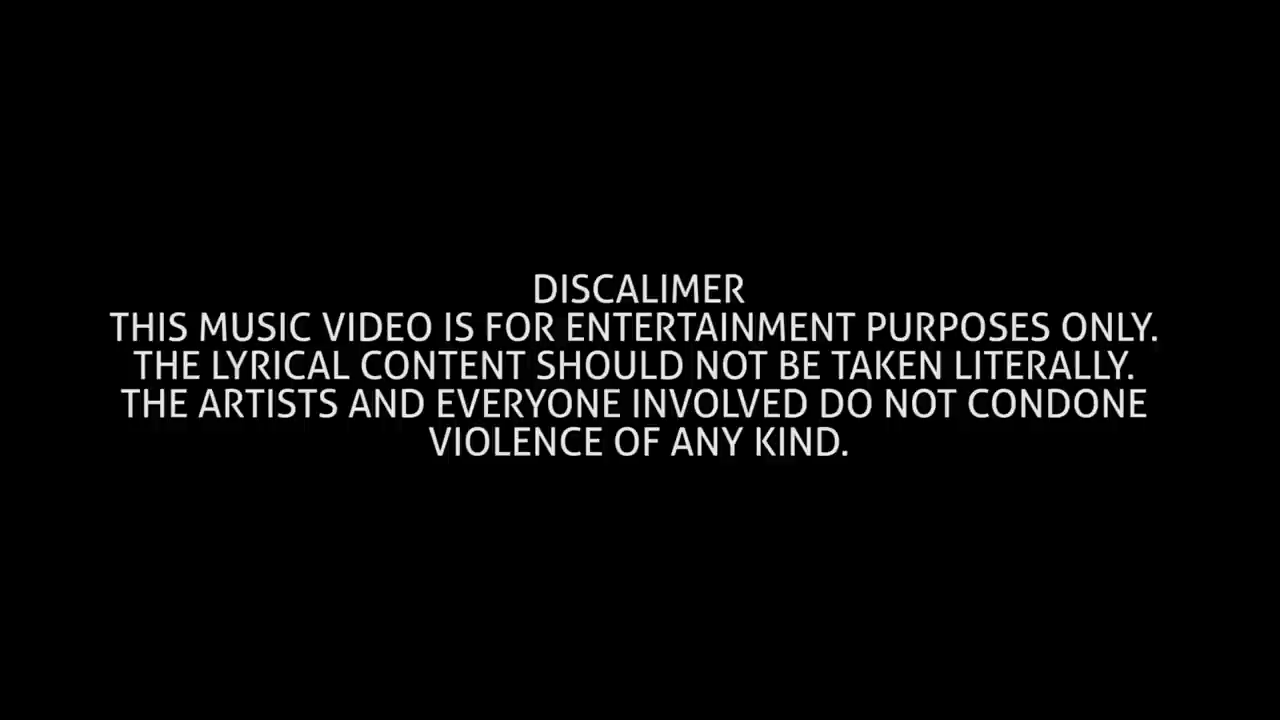 DISCALIMER
THIS MUSIC VIDEO IS FOR ENTERTAINMENT PURPOSES ONLY.
THE LYRICAL CONTENT SHOULD NOT BE TAKEN LITERALLY.
THE ARTISTS AND EVERYONE INVOLVED DO NOT CONDONE
VIOLENCE OF ANY KIND.